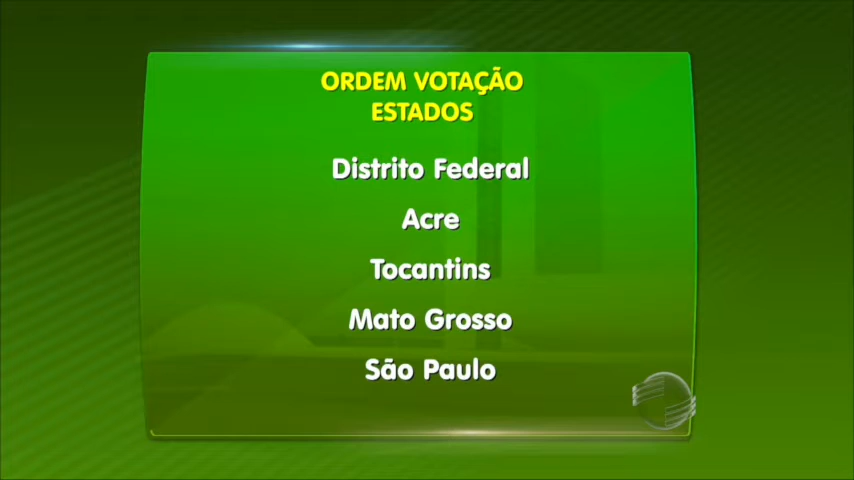 ORDEM VOTAÇÃO
ESTADOS
Distrito Federal
Acre
Tocantins
Mato Grosso
São Paulo